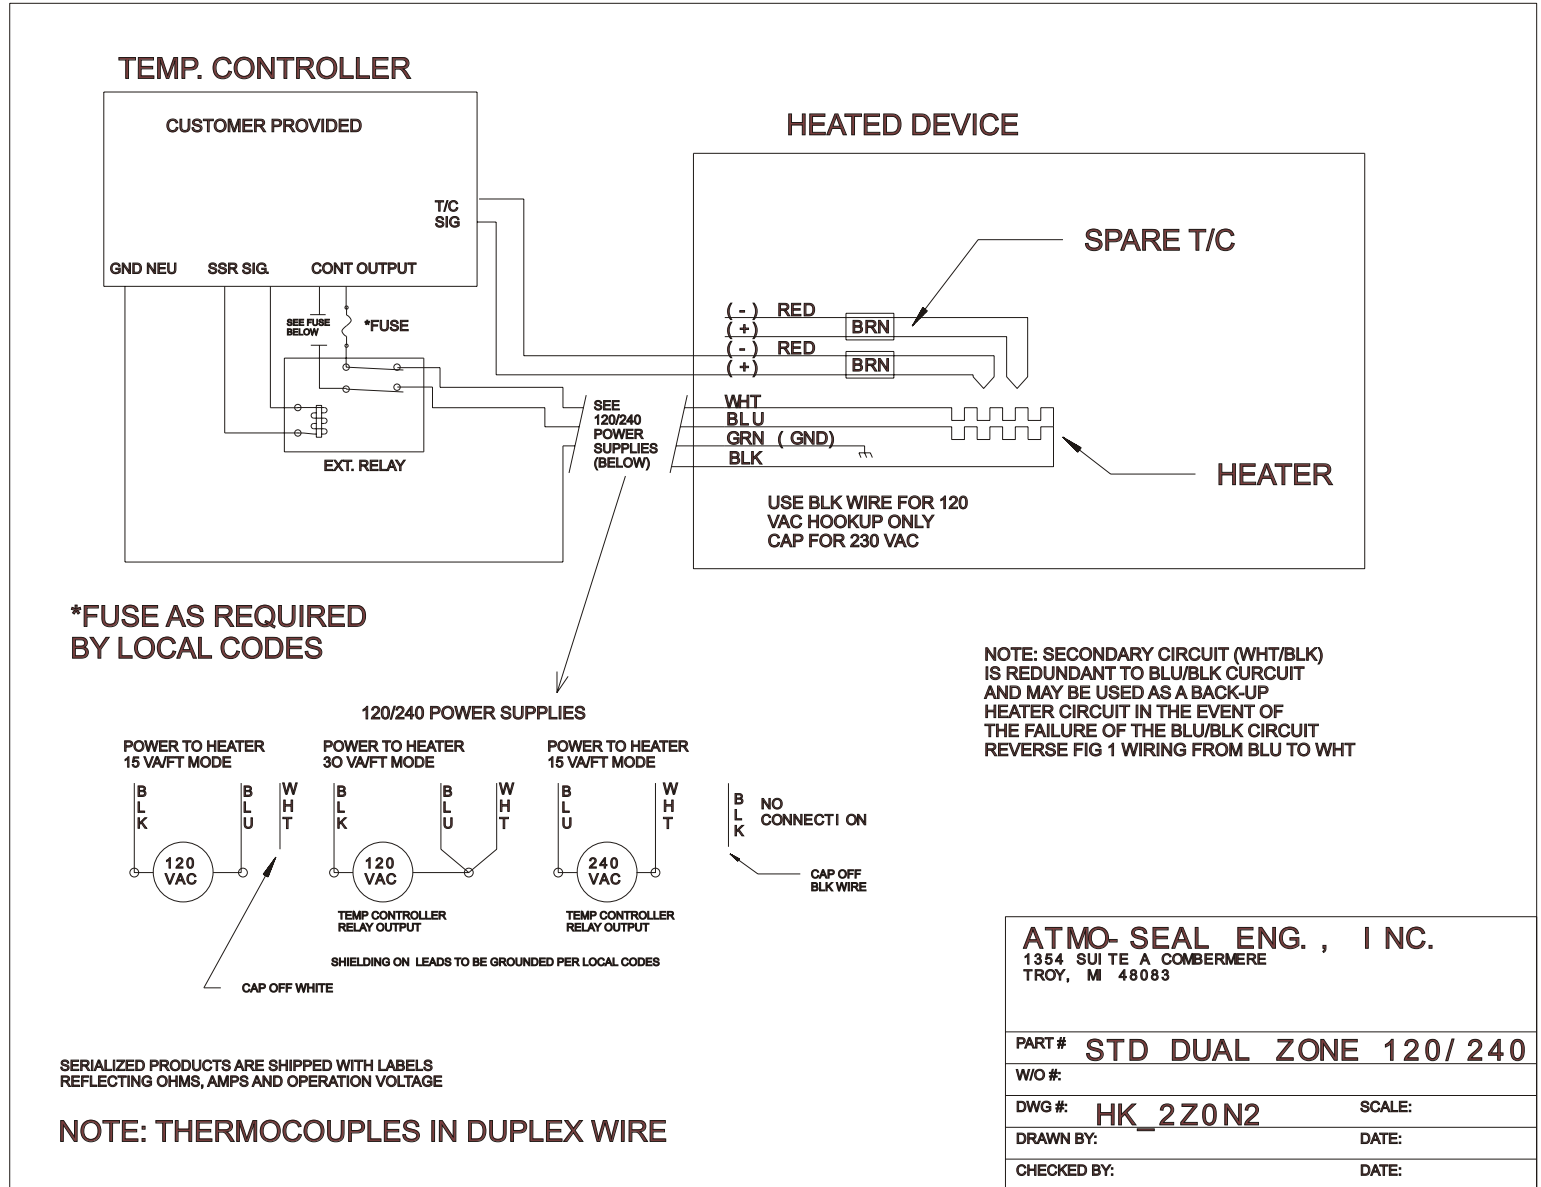 TEMP. CONTROLLER
CUSTOMER PROVIDED
T/C
SIG
GND NEU
SSR SIG.
CONT OUTPUT
SEE FUSE
BELOW
*FUSE
EXT. RELAY
HEATED DEVICE
SPARE T/C
( - ) RED
( + )
BRN
( - ) RED
( + )
BRN
SEE
120/240
POWER
SUPPLIES
(BELOW)
WHT
BLU
GRN ( GND)
BLK
HEATER
USE BLK WIRE FOR 120
VAC HOOKUP ONLY
CAP FOR 230 VAC
*FUSE AS REQUIRED
BY LOCAL CODES
NOTE: SECONDARY CIRCUIT (WHT/BLK)
IS REDUNDANT TO BLU/BLK CURCUIT
AND MAY BE USED AS A BACK-UP
HEATER CIRCUIT IN THE EVENT OF
THE FAILURE OF THE BLU/BLK CIRCUIT
REVERSE FIG 1 WIRING FROM BLU TO WHT
120/240 POWER SUPPLIES
POWER TO HEATER
15 VA/FT MODE
BLK
BLU
WHT
120
VAC
CAP OFF WHITE
POWER TO HEATER
3O VA/FT MODE
BLK
BLU
WHT
120
VAC
TEMP CONTROLLER
RELAY OUTPUT
POWER TO HEATER
15 VA/FT MODE
BLU
WHT
240
VAC
TEMP CONTROLLER
RELAY OUTPUT
BLK
NO
CONNECTION
CAP OFF
BLK WIRE
SHIELDING ON LEADS TO BE GROUNDED PER LOCAL CODES
SERIALIZED PRODUCTS ARE SHIPPED WITH LABELS
REFLECTING OHMS, AMPS AND OPERATION VOLTAGE
NOTE: THERMOCOUPLES IN DUPLEX WIRE
ATMO-SEAL ENG., INC.
1354 SUITE A COMBERMERE
TROY, MI 48083
PART # STD DUAL ZONE 120/240
W/O #:
DWG #: HK_2Z0N2
SCALE:
DRAWN BY:
DATE:
CHECKED BY:
DATE: